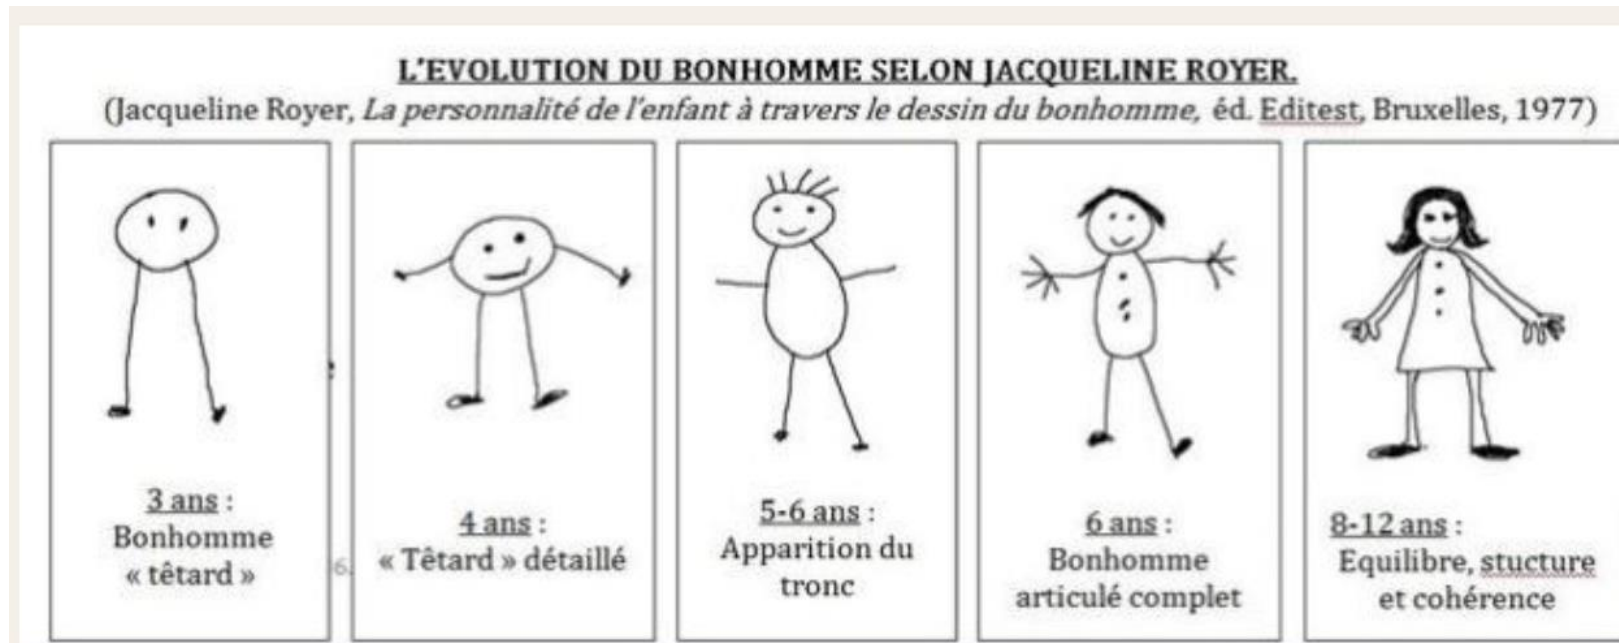 L'EVOLUTION DU BONHOMME SELON JACQUELINE ROYER.
(Jacqueline Royer, La personnalité de l'enfant à travers le dessin du bonhomme, éd. Editest, Bruxelles, 1977)
3 ans :
Bonhomme
« têtard »
6.
4 ans :
« Têtard » détaillé
5-6 ans :
Apparition du
tronc
6 ans :
Bonhomme
articulé complet
8-12 ans :
Equilibre, stucture
et cohérence